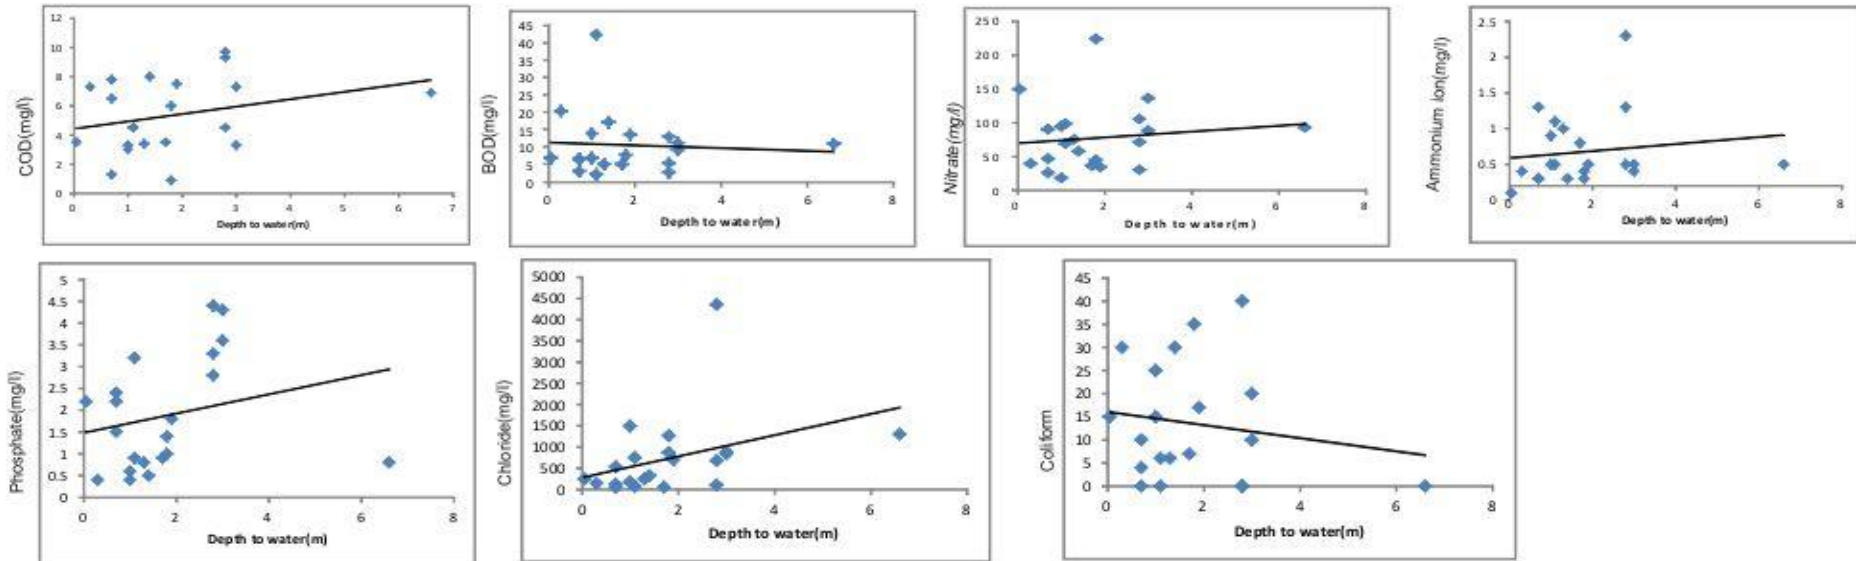 COD(mg/l)
12
10
8
6
4
2
0
0 1 2 3 4 5 6 7
Depth to water(m)
BOD(mg/l)
45
40
35
30
25
20
15
10
5
0
0 2 4 6 8
Depth to water(m)
Nitrate(mg/l)
250
200
150
100
50
0
0 2 4 6 8
Depth to water(m)
Ammonium Ion(mg/l)
2.5
2
1.5
1
0.5
0
0 2 4 6 8
Depth to water(m)
Phosphate(mg/l)
5
4.5
4
3.5
3
2.5
2
1.5
1
0.5
0
0 2 4 6 8
Depth to water(m)
Chloride(mg/l)
5000
4500
4000
3500
3000
2500
2000
1500
1000
500
0
0 2 4 6 8
Depth to water(m)
Coliform
45
40
35
30
25
20
15
10
5
0
0 2 4 6 8
Depth to water(m)